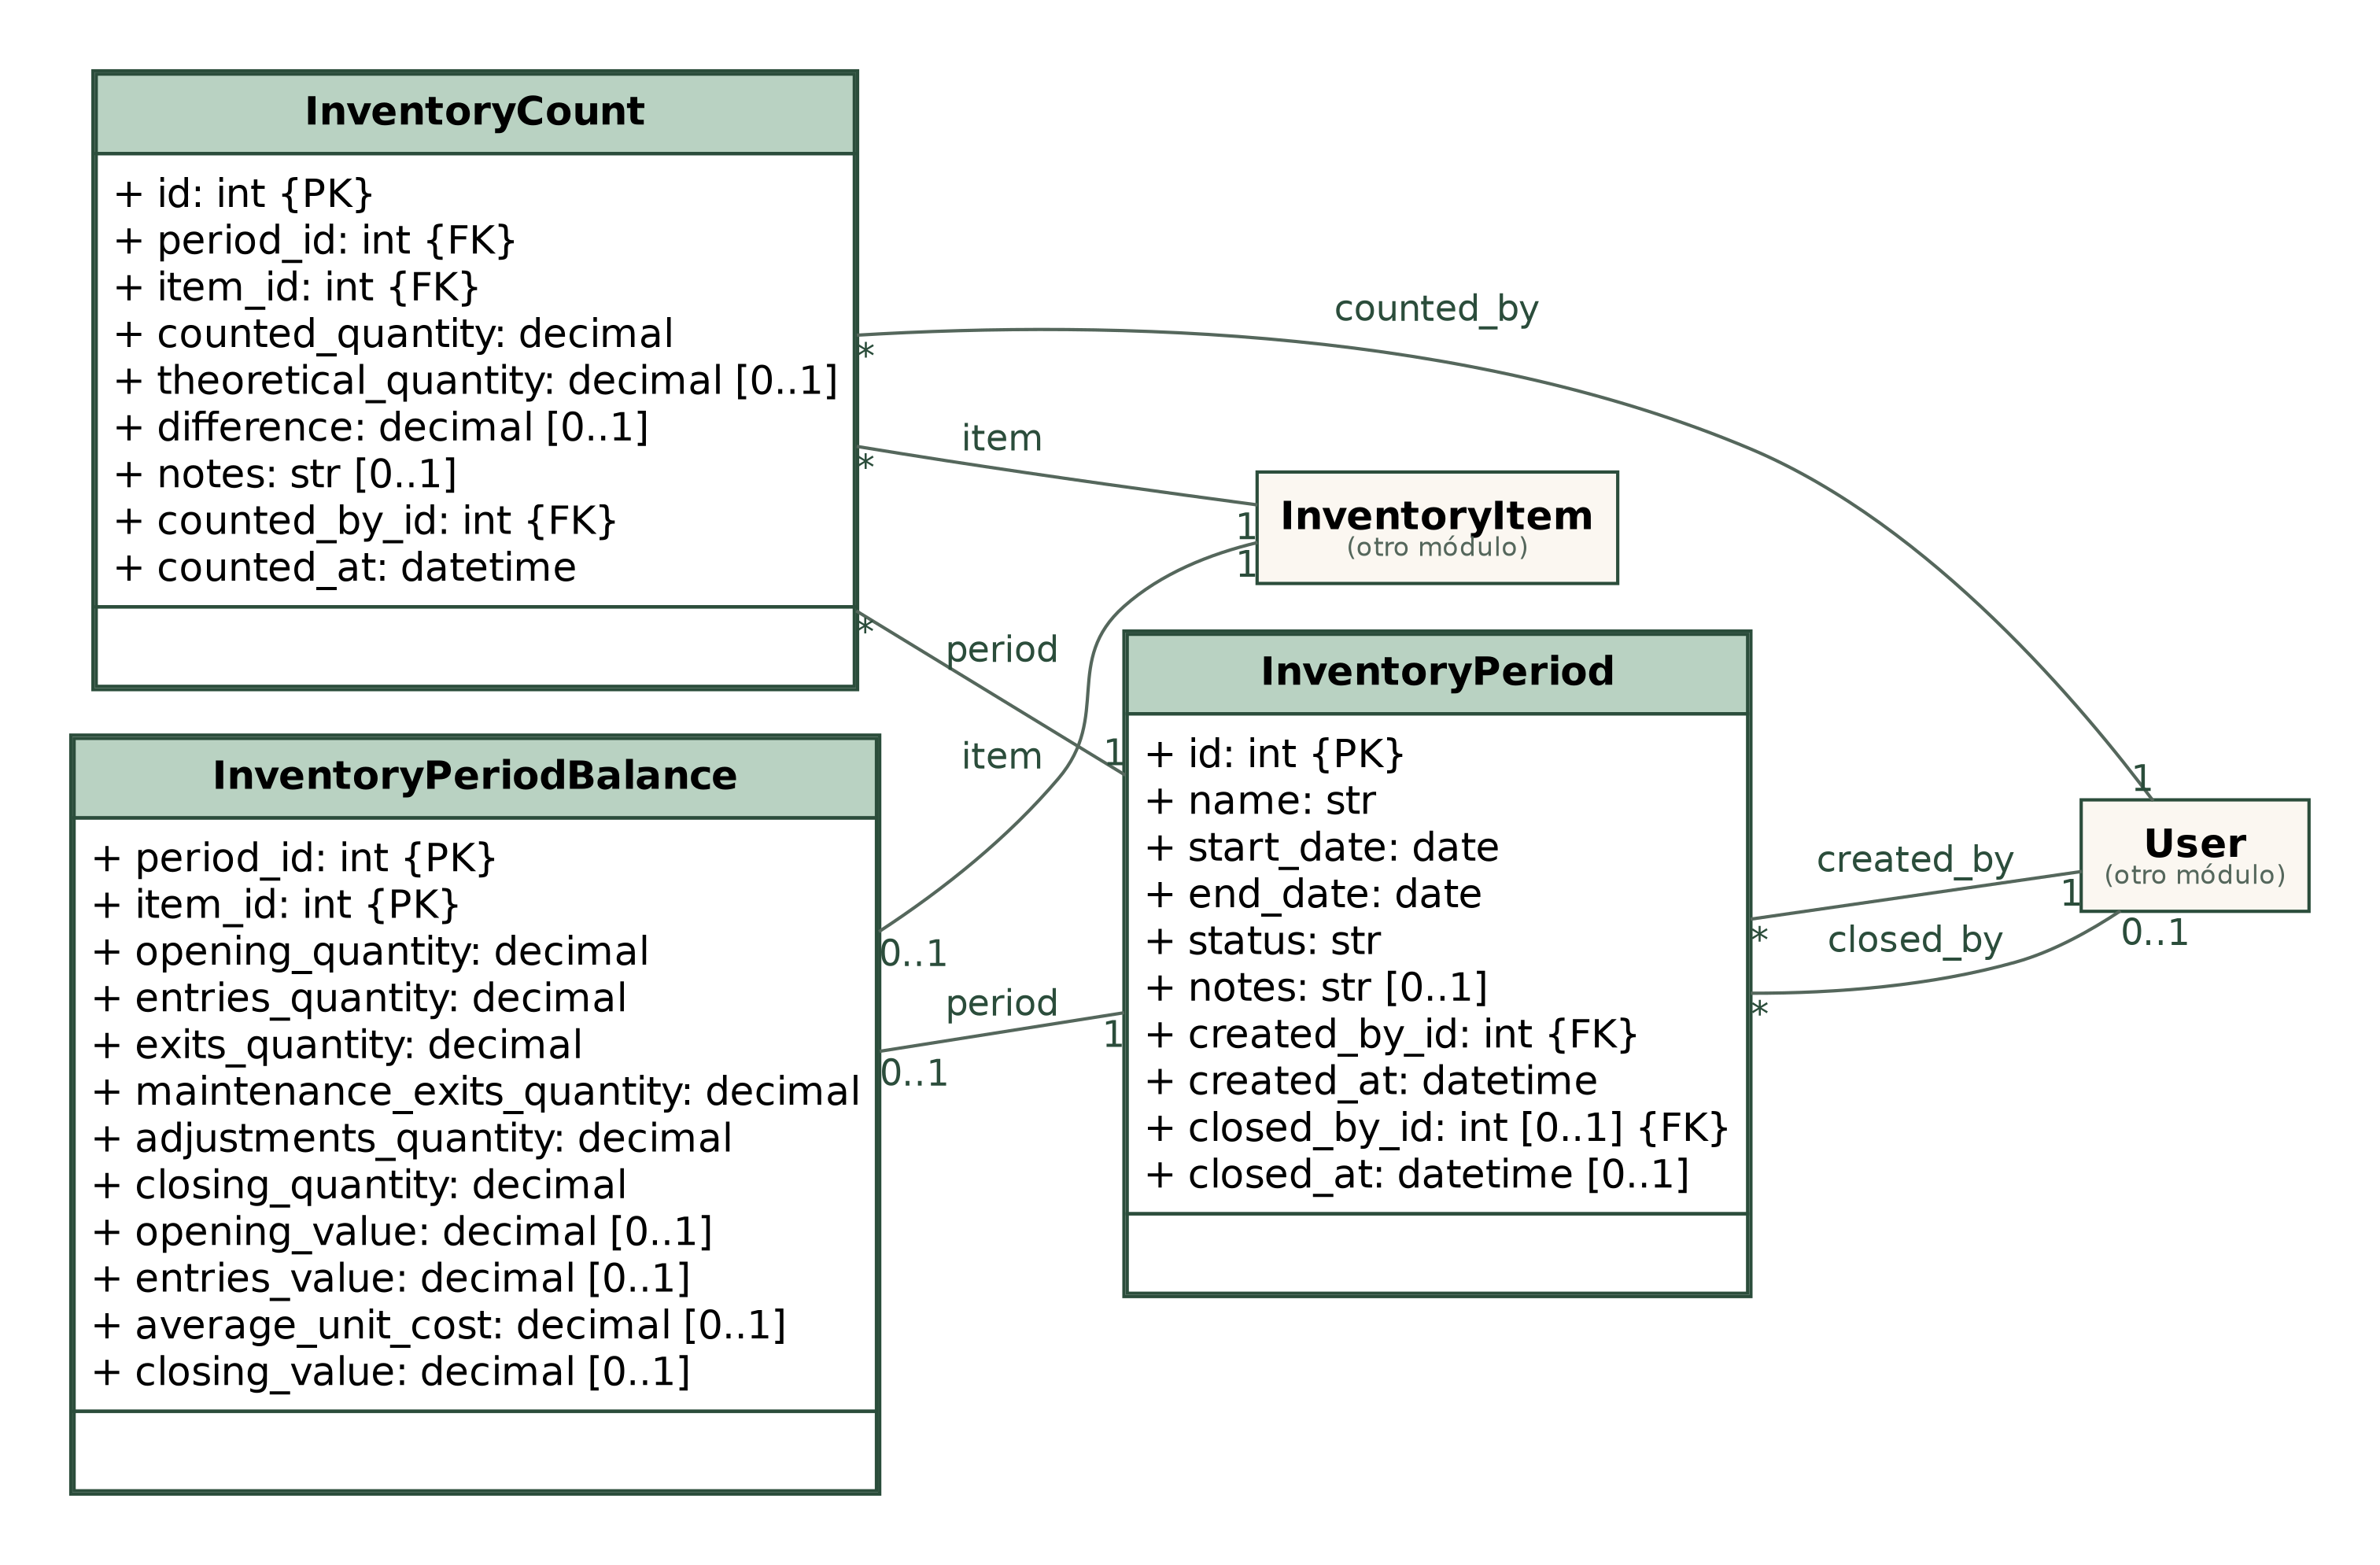 InventoryCount
+ id: int {PK}
+ period_id: int {FK}
+ item_id: int {FK}
+ counted_quantity: decimal
+ theoretical_quantity: decimal [0..1]
+ difference: decimal [0..1]
+ notes: str [0..1]
+ counted_by_id: int {FK}
+ counted_at: datetime
counted_by
*
1
item
*
1
period
*
1
InventoryItem
(otro módulo)
item
0..1
1
period
0..1
1
InventoryPeriodBalance
+ period_id: int {PK}
+ item_id: int {PK}
+ opening_quantity: decimal
+ entries_quantity: decimal
+ exits_quantity: decimal
+ maintenance_exits_quantity: decimal
+ adjustments_quantity: decimal
+ closing_quantity: decimal
+ opening_value: decimal [0..1]
+ entries_value: decimal [0..1]
+ average_unit_cost: decimal [0..1]
+ closing_value: decimal [0..1]
InventoryPeriod
+ id: int {PK}
+ name: str
+ start_date: date
+ end_date: date
+ status: str
+ notes: str [0..1]
+ created_by_id: int {FK}
+ created_at: datetime
+ closed_by_id: int [0..1] {FK}
+ closed_at: datetime [0..1]
created_by
*
1
closed_by
*
0..1
User
(otro módulo)